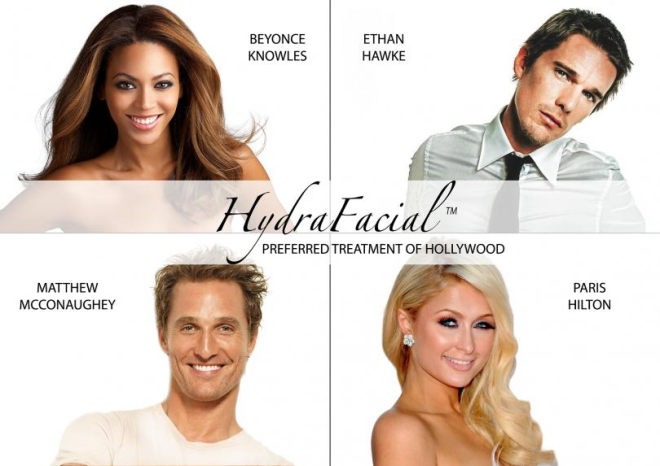 BEYONCE
KNOWLES
ETHAN
HAWKE
HydraFacial™
PREFERRED TREATMENT OF HOLLYWOOD
MATTHEW
MCCONAUGHEY
PARIS
HILTON